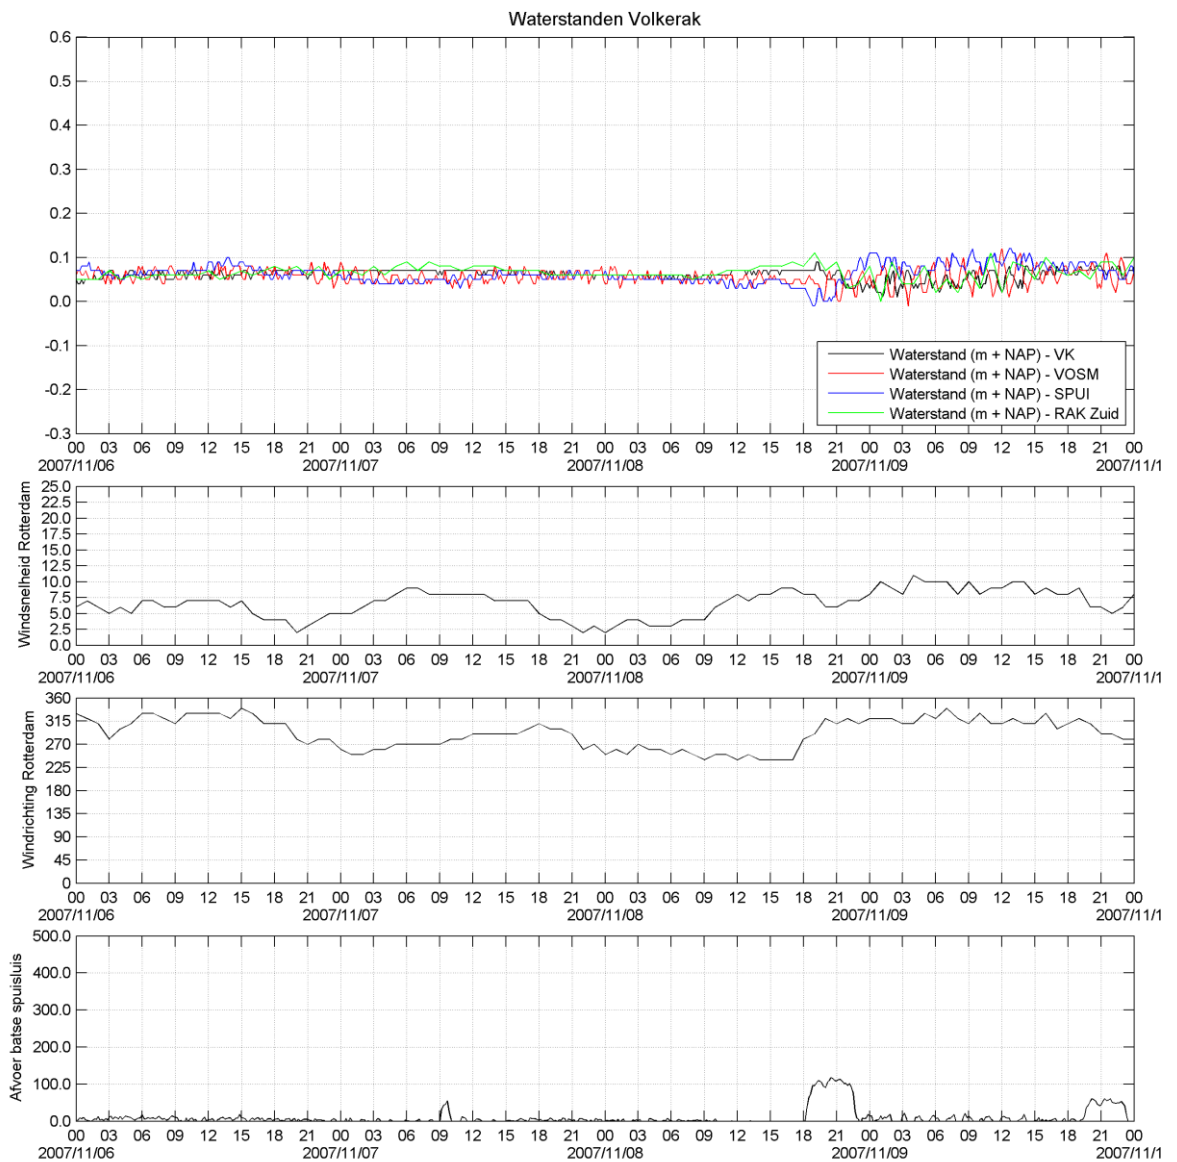 Waterstanden Volkerak
0.6
0.5
0.4
0.3
0.2
0.1
0.0
-0.1
-0.2
-0.3
Waterstand (m + NAP) - VK
Waterstand (m + NAP) - VOSM
Waterstand (m + NAP) - SPUI
Waterstand (m + NAP) - RAK Zuid
00 03 06 09 12 15 18 21 00 03 06 09 12 15 18 21 00 03 06 09 12 15 18 21 00 03 06 09 12 15 18 21 00
2007/11/06 2007/11/07 2007/11/08 2007/11/09 2007/11/1
Windsnelheid Rotterdam
25.0
22.5
20.0
17.5
15.0
12.5
10.0
7.5
5.0
2.5
0.0
00 03 06 09 12 15 18 21 00 03 06 09 12 15 18 21 00 03 06 09 12 15 18 21 00 03 06 09 12 15 18 21 00
2007/11/06 2007/11/07 2007/11/08 2007/11/09 2007/11/1
Windrichting Rotterdam
360
315
270
225
180
135
90
45
0
00 03 06 09 12 15 18 21 00 03 06 09 12 15 18 21 00 03 06 09 12 15 18 21 00 03 06 09 12 15 18 21 00
2007/11/06 2007/11/07 2007/11/08 2007/11/09 2007/11/1
Afvoer batse spuisluis
500.0
400.0
300.0
200.0
100.0
0.0
00 03 06 09 12 15 18 21 00 03 06 09 12 15 18 21 00 03 06 09 12 15 18 21 00 03 06 09 12 15 18 21 00
2007/11/06 2007/11/07 2007/11/08 2007/11/09 2007/11/1